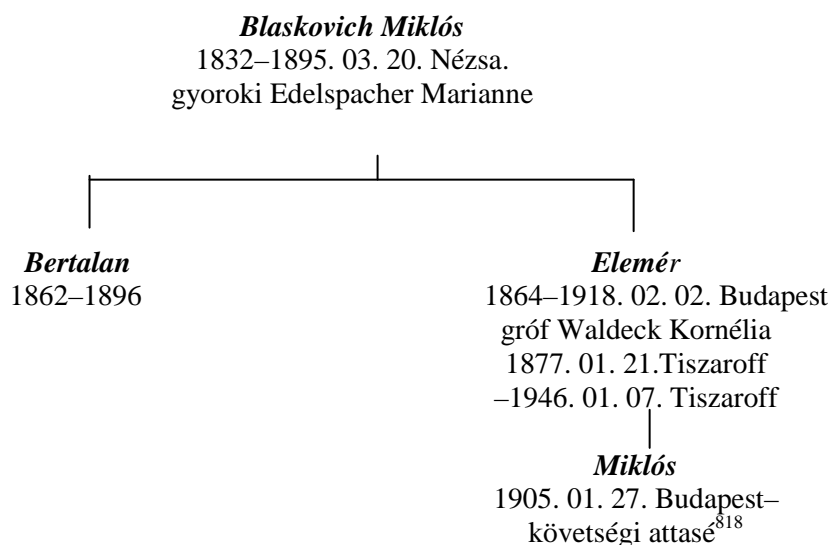 Blaskovich Miklós
1832–1895. 03. 20. Nézsa.
gyoroki Edelspacher Marianne
Bertalan
1862–1896
Elemér
1864–1918. 02. 02. Budapest
gróf Waldeck Kornélia
1877. 01. 21.Tiszaroff
–1946. 01. 07. Tiszaroff
Miklós
1905. 01. 27. Budapest–
követségi attasé818